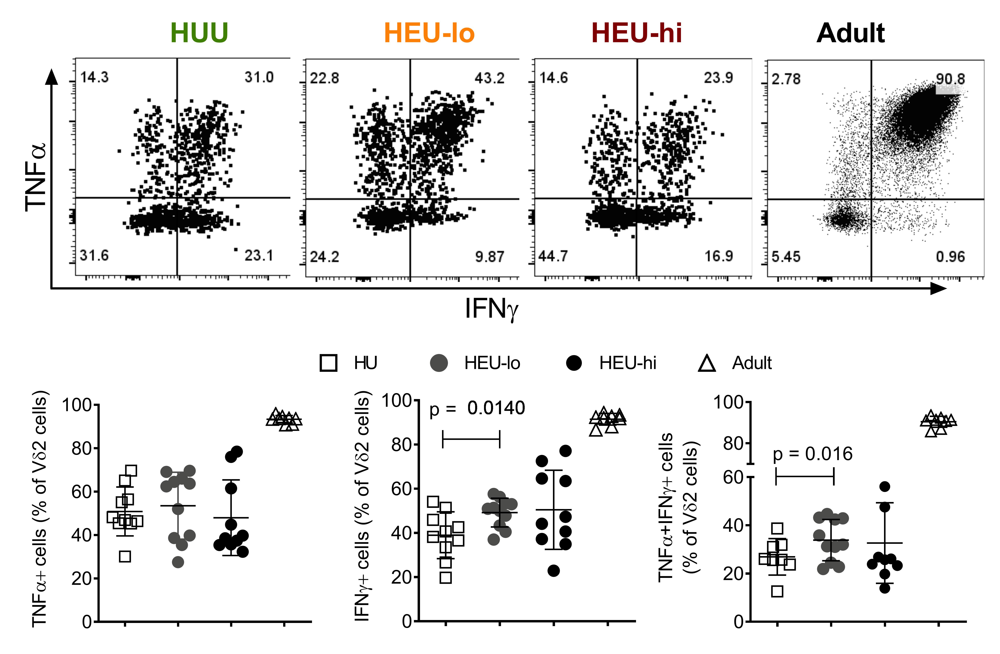 HUU HEU-lo HEU-hi Adult
14.3 31.0 22.8 43.2 14.6 23.9 2.78 90.8
TNFα
31.6 23.1 24.2 9.87 44.7 16.9 5.45 0.96
IFNγ
HU HEU-lo HEU-hi Adult
TNFα+ cells (% of Vδ2 cells)
100
80
60
40
20
0
IFNγ+ cells (% of Vδ2 cells)
100
80
60
40
20
0
p = 0.0140
TNFα+IFNγ+ cells
(% of Vδ2 cells)
100
80
60
40
20
0
p = 0.016